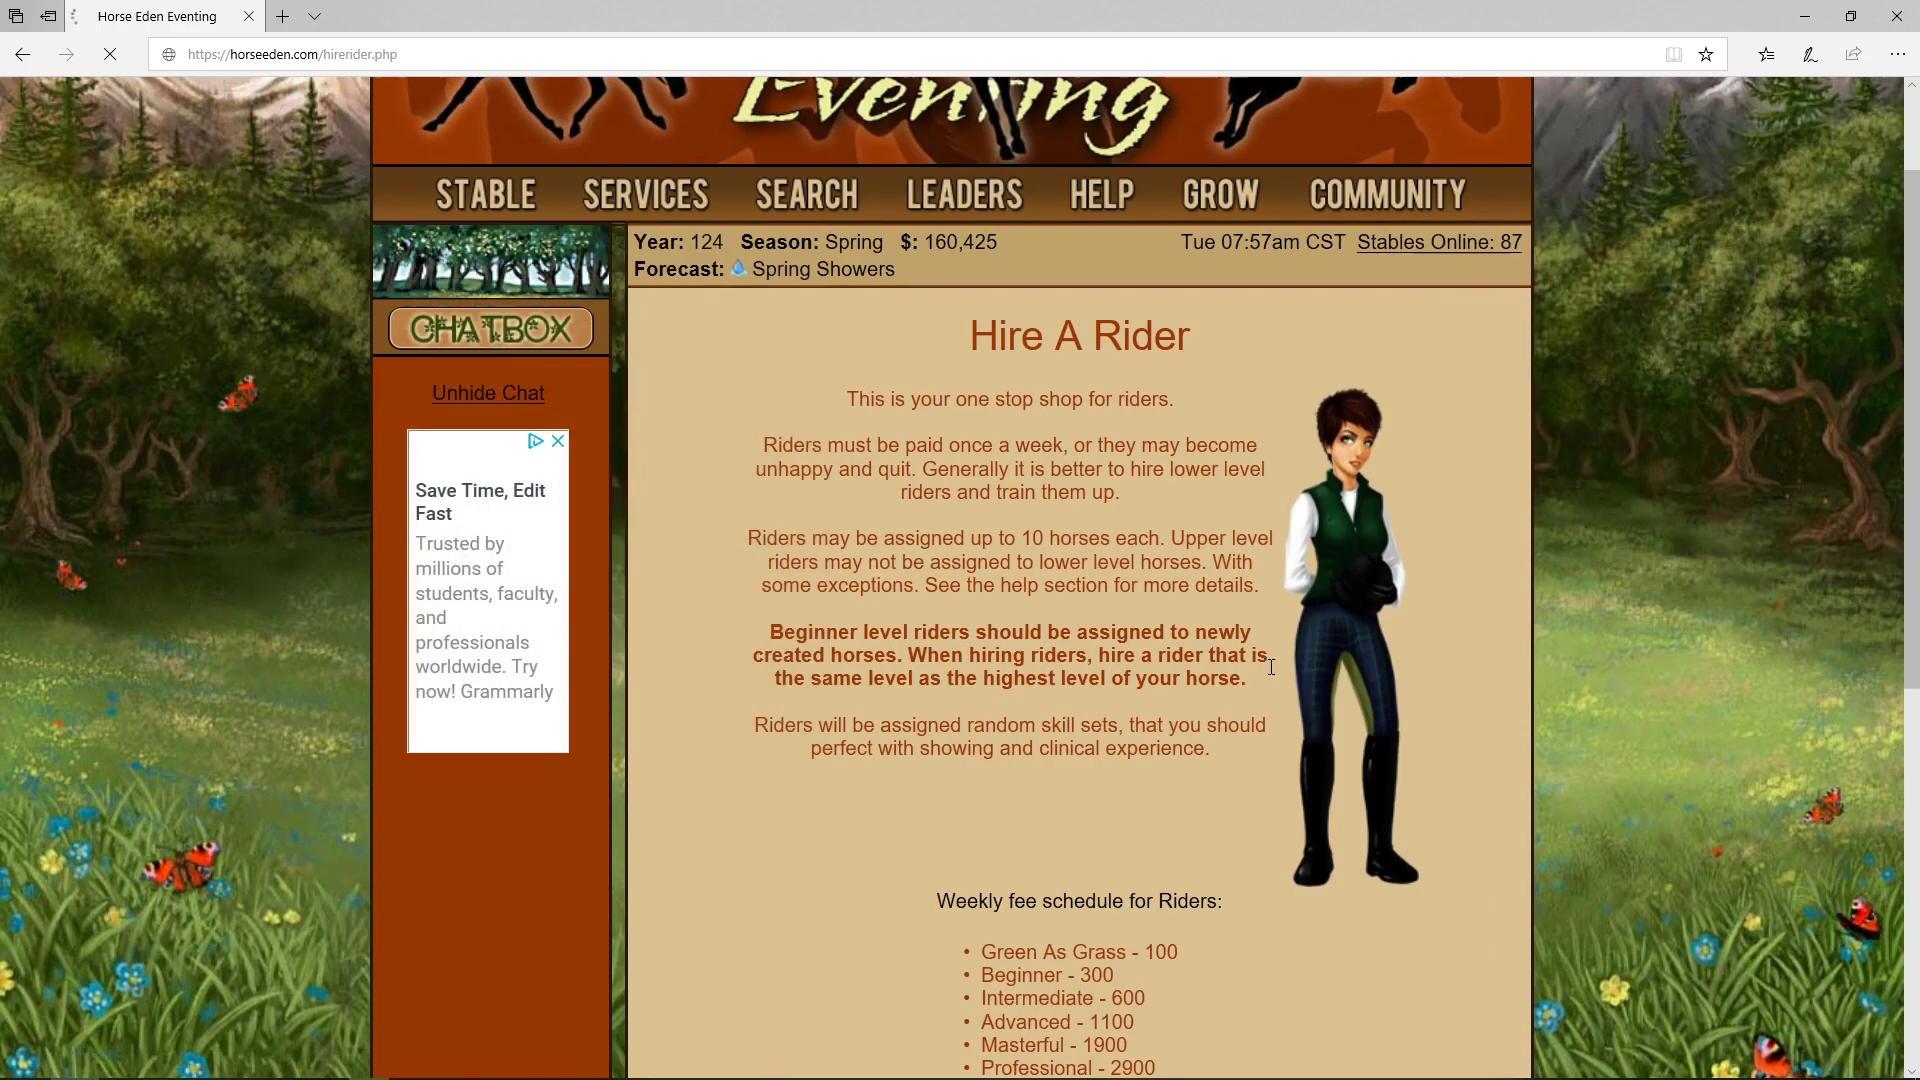 Horse Eden Eventing
https://horseeden.com/hirerider.php
Eventing
STABLE SERVICES SEARCH LEADERS HELP GROW COMMUNITY
Year: 124 Season: Spring $: 160,425
Tue 07:57am CST Stables Online: 87
Forecast: Spring Showers
CHATBOX
Unhide Chat
Save Time, Edit
Fast
Trusted by
millions of
students, faculty,
and
professionals
worldwide. Try
now! Grammarly
Hire A Rider
This is your one stop shop for riders.
Riders must be paid once a week, or they may become
unhappy and quit. Generally it is better to hire lower level
riders and train them up.
Riders may be assigned up to 10 horses each. Upper level
riders may not be assigned to lower level horses. With
some exceptions. See the help section for more details.
Beginner level riders should be assigned to newly
created horses. When hiring riders, hire a rider that is
the same level as the highest level of your horse.
Riders will be assigned random skill sets, that you should
perfect with showing and clinical experience.
Weekly fee schedule for Riders:
• Green As Grass - 100
• Beginner - 300
• Intermediate - 600
• Advanced - 1100
• Masterful - 1900
• Professional - 2900